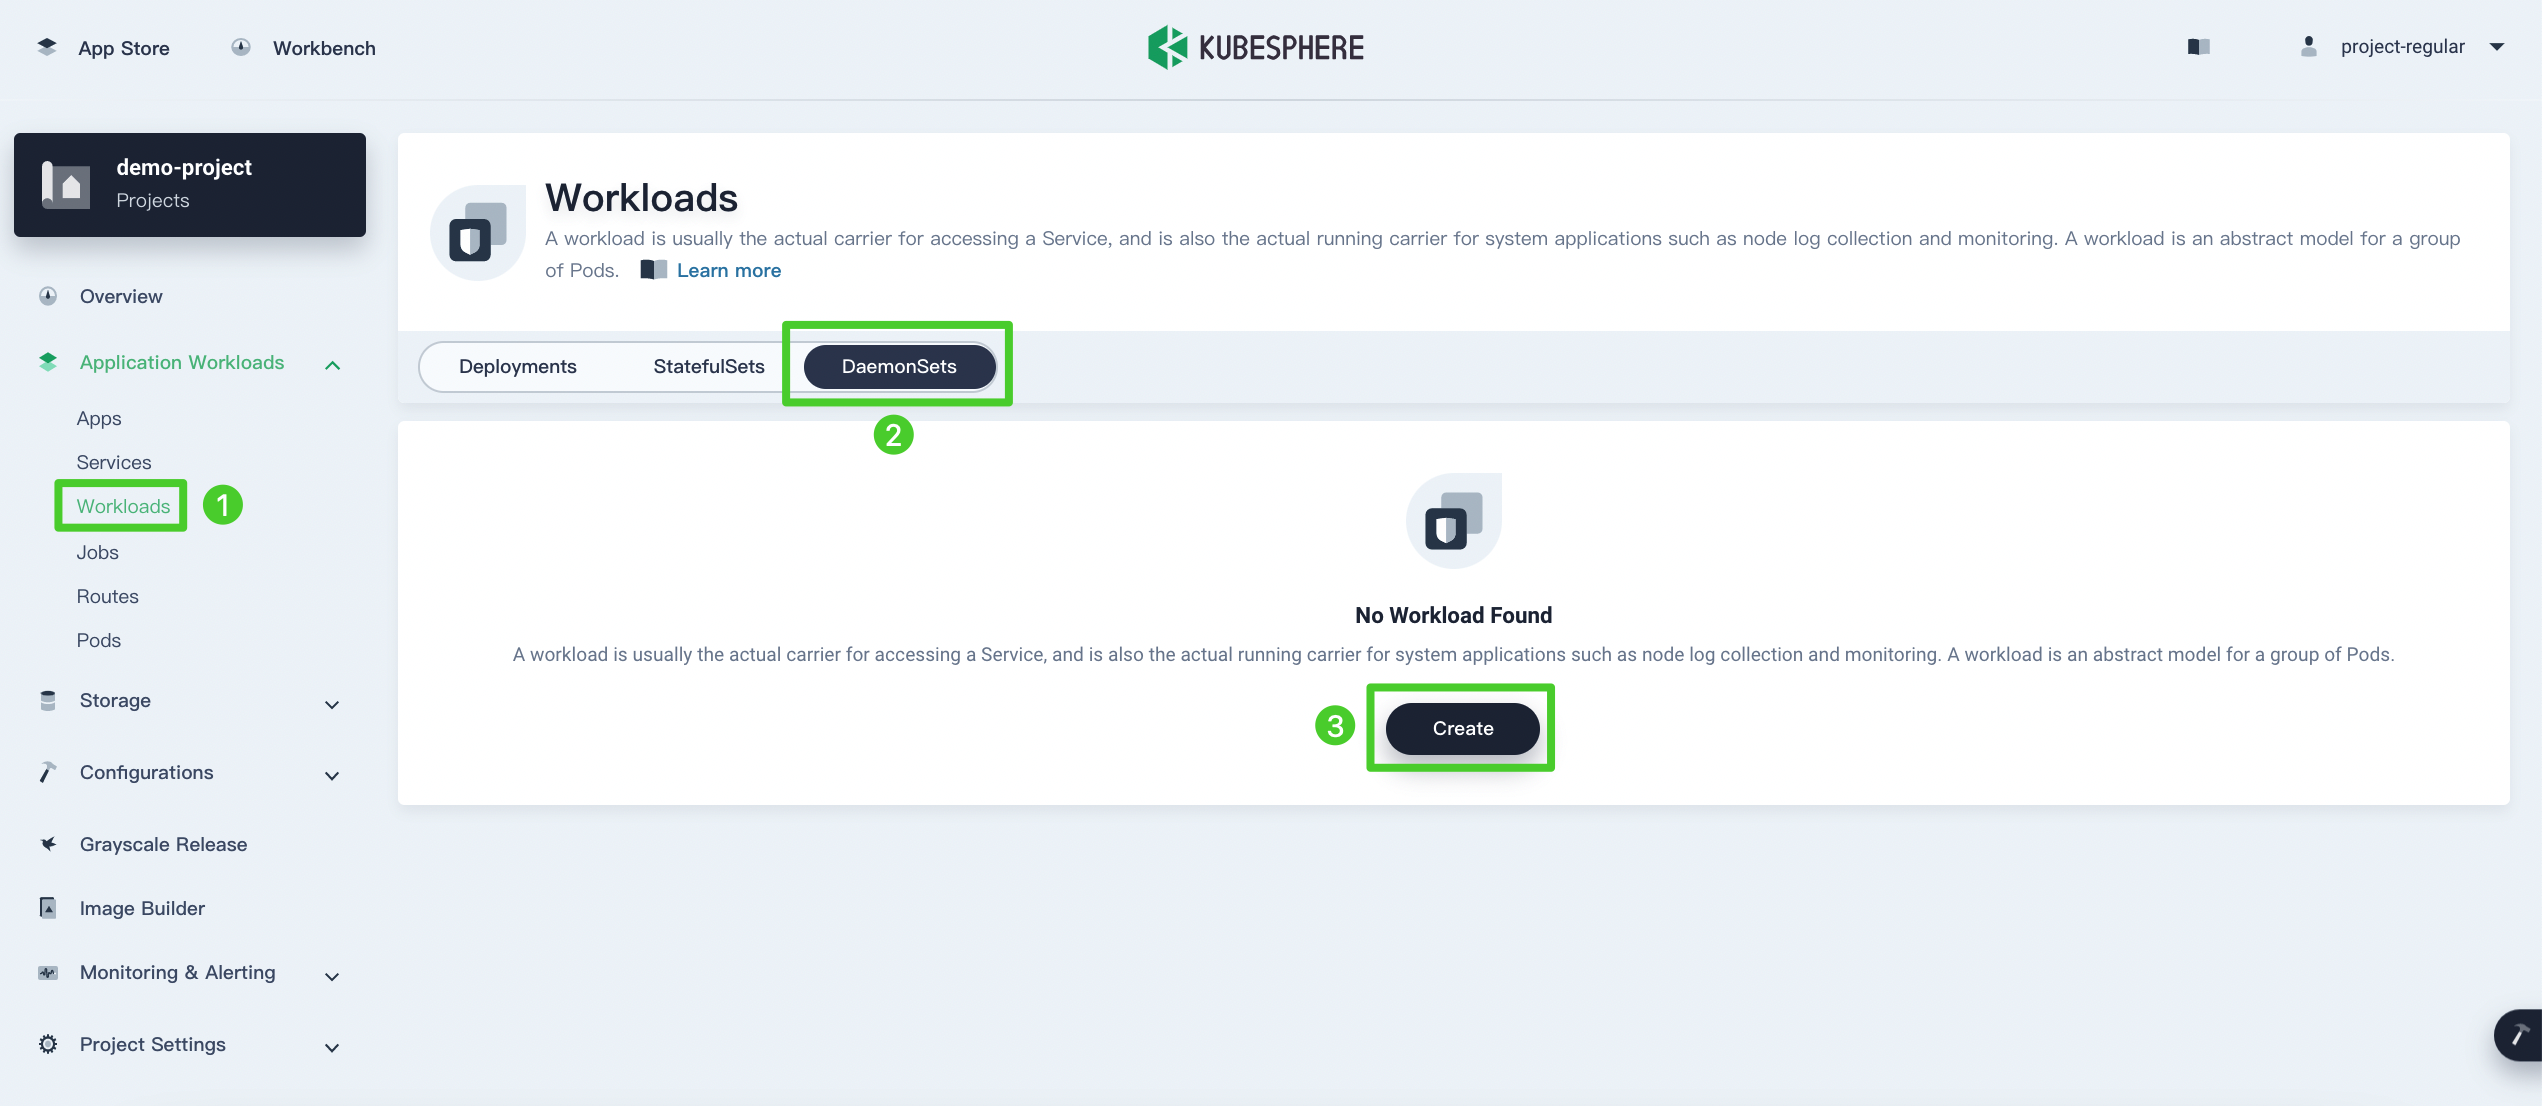 App Store
Workbench
KUBESPHERE
project-regular
demo-project
Projects
Overview
Application Workloads
Apps
Services
Workloads
1
Jobs
Routes
Pods
Storage
Configurations
Grayscale Release
Image Builder
Monitoring & Alerting
Project Settings
Workloads
A workload is usually the actual carrier for accessing a Service, and is also the actual running carrier for system applications such as node log collection and monitoring. A workload is an abstract model for a group
of Pods. Learn more
Deployments
StatefulSets
DaemonSets
2
No Workload Found
A workload is usually the actual carrier for accessing a Service, and is also the actual running carrier for system applications such as node log collection and monitoring. A workload is an abstract model for a group of Pods.
3
Create